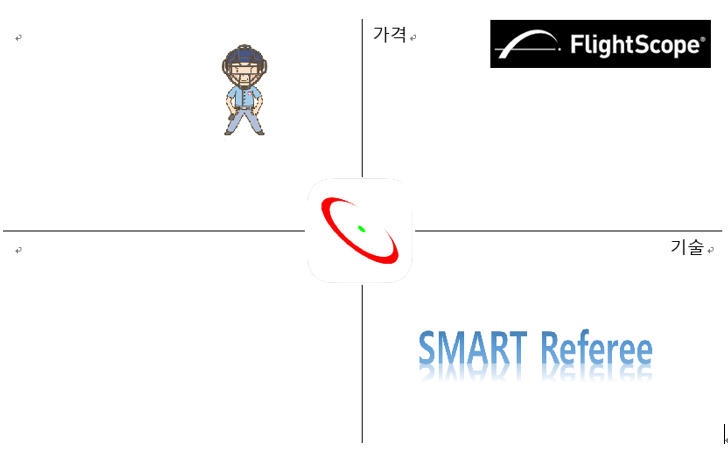 가격
FlightScope®
기술
SMART Referee